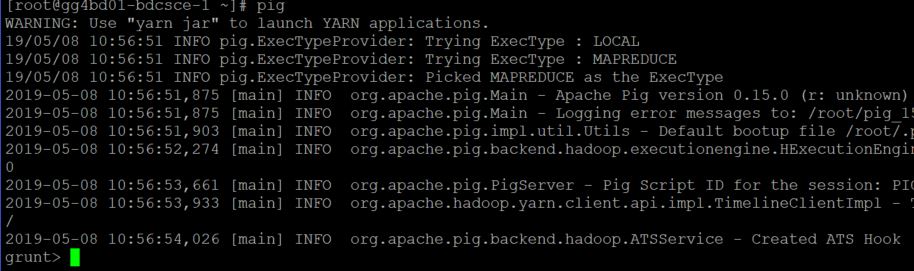 [root@gg4bd01-bdcsce-1 ~]# pig
WARNING: Use "yarn jar" to launch YARN applications.
19/05/08 10:56:51 INFO pig.ExecTypeProvider: Trying ExecType : LOCAL
19/05/08 10:56:51 INFO pig.ExecTypeProvider: Trying ExecType : MAPREDUCE
19/05/08 10:56:51 INFO pig.ExecTypeProvider: Picked MAPREDUCE as the ExecType
2019-05-08 10:56:51,875 [main] INFO  org.apache.pig.Main - Apache Pig version 0.15.0 (r: unknown)
2019-05-08 10:56:51,875 [main] INFO  org.apache.pig.Main - Logging error messages to: /root/pig_15
2019-05-08 10:56:51,903 [main] INFO  org.apache.pig.impl.util.Utils - Default bootup file /root/.p
2019-05-08 10:56:52,274 [main] INFO  org.apache.pig.backend.hadoop.executionengine.HExecutionEngin
0
2019-05-08 10:56:53,661 [main] INFO  org.apache.pig.PigServer - Pig Script ID for the session: PIG
2019-05-08 10:56:53,933 [main] INFO  org.apache.hadoop.yarn.client.api.impl.TimelineClientImpl - T
/
2019-05-08 10:56:54,026 [main] INFO  org.apache.pig.backend.hadoop.ATSService - Created ATS Hook
grunt>